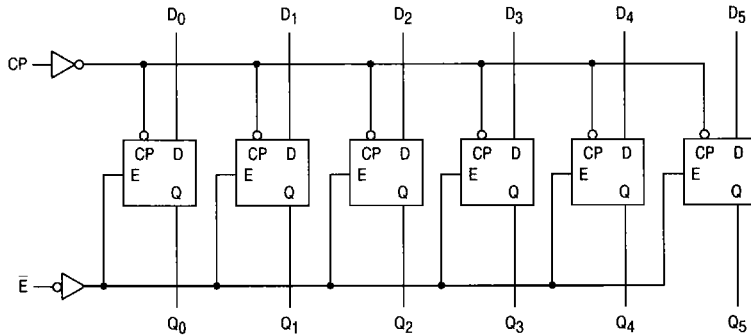 D0 D1 D2 D3 D4 D5
CP
CP D CP D CP D CP D CP D CP D
E E E E E E
Q Q Q Q Q Q
E̅
Q0 Q1 Q2 Q3 Q4 Q5